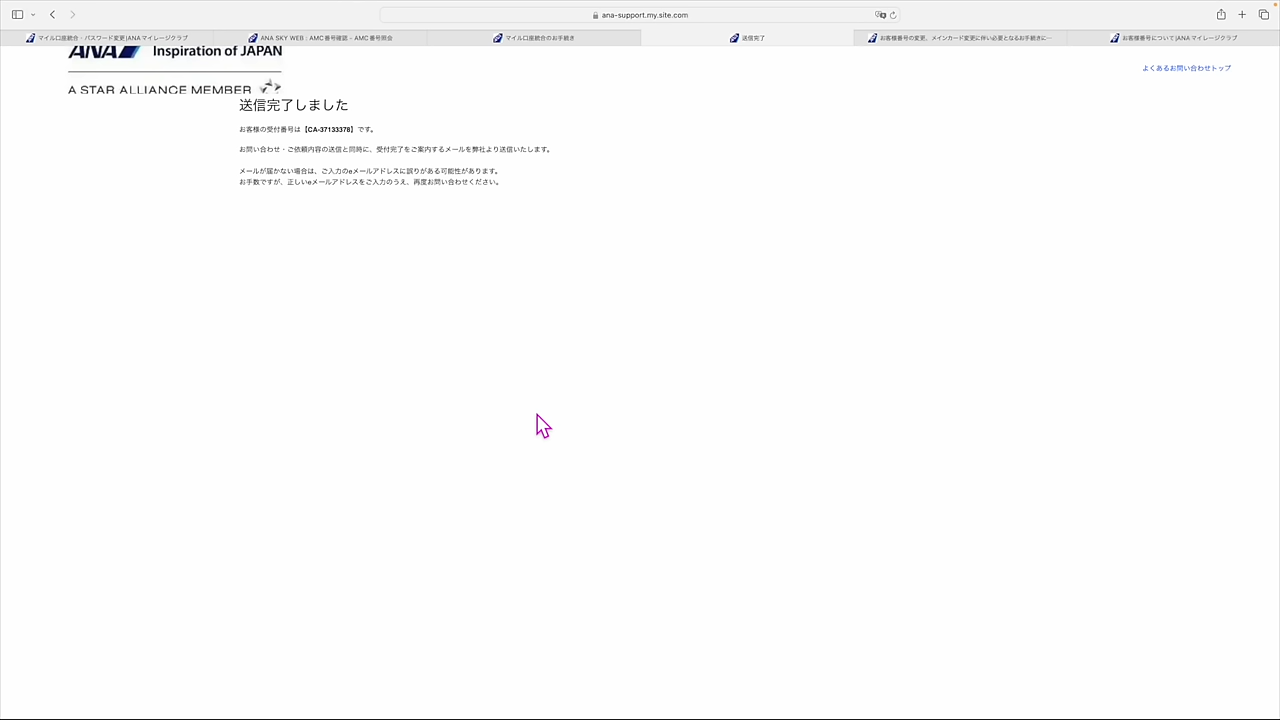 ana-support.my.site.com
マイル口座統合・パスワード変更|ANAマイレージクラブ
ANA SKY WEB : AMC番号確認・AMC番号照会
マイル口座統合のお手続き
送信完了
お客様番号の変更、メインカード変更に伴い必要となるお手続きに…
お客様番号について|ANAマイレージクラブ
ANA Inspiration of JAPAN
A STAR ALLIANCE MEMBER
よくあるお問い合わせトップ
送信完了しました
お客様の受付番号は【CA-37133378】です。
お問い合わせ・ご依頼内容の送信と同時に、受付完了をご案内するメールを弊社より送信いたします。
メールが届かない場合は、ご入力のeメールアドレスに誤りがある可能性があります。
お手数ですが、正しいeメールアドレスをご入力のうえ、再度お問い合わせください。